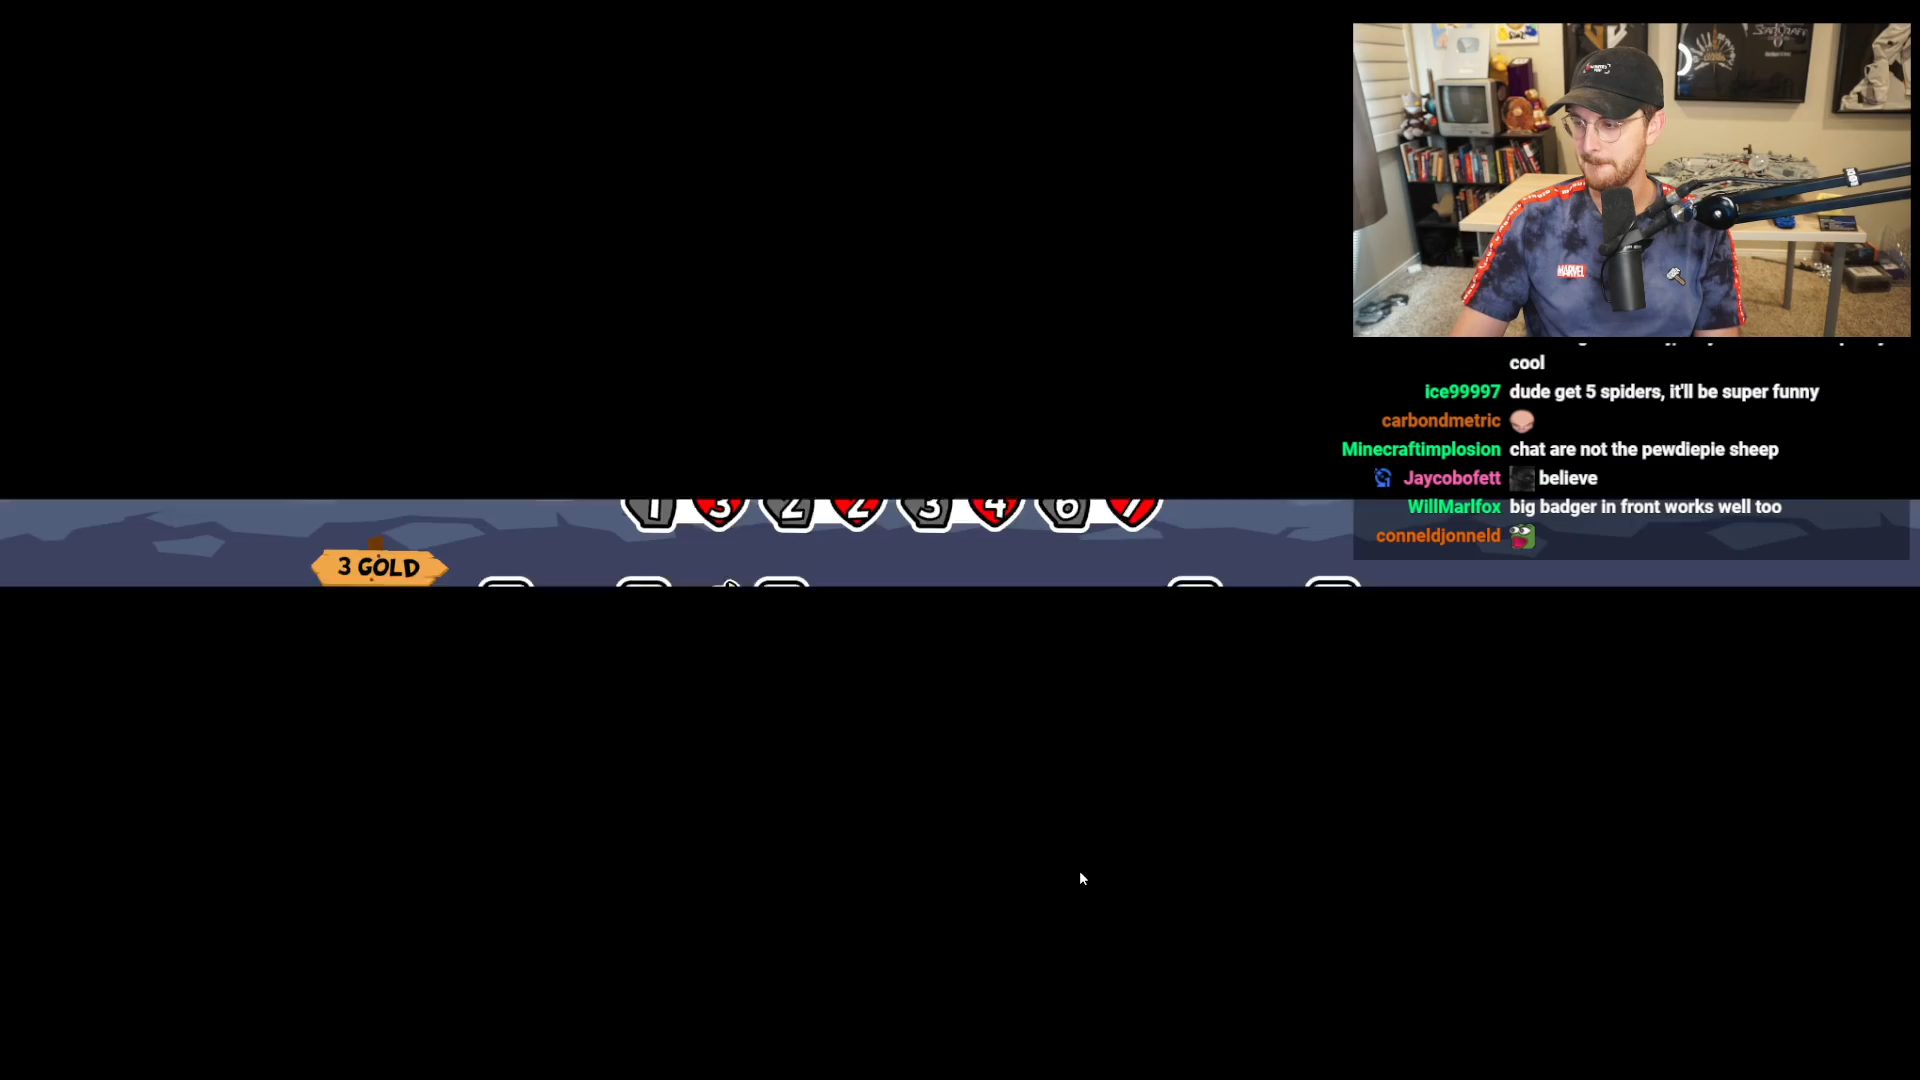 cool
ice99997 dude get 5 spiders, it'll be super funny
carbondmetric
Minecraftimplosion chat are not the pewdiepie sheep
Jaycobofett believe
WillMarlfox big badger in front works well too
conneldjonneld
1 3 2 2 3 4 6 7
3 GOLD
MARVEL